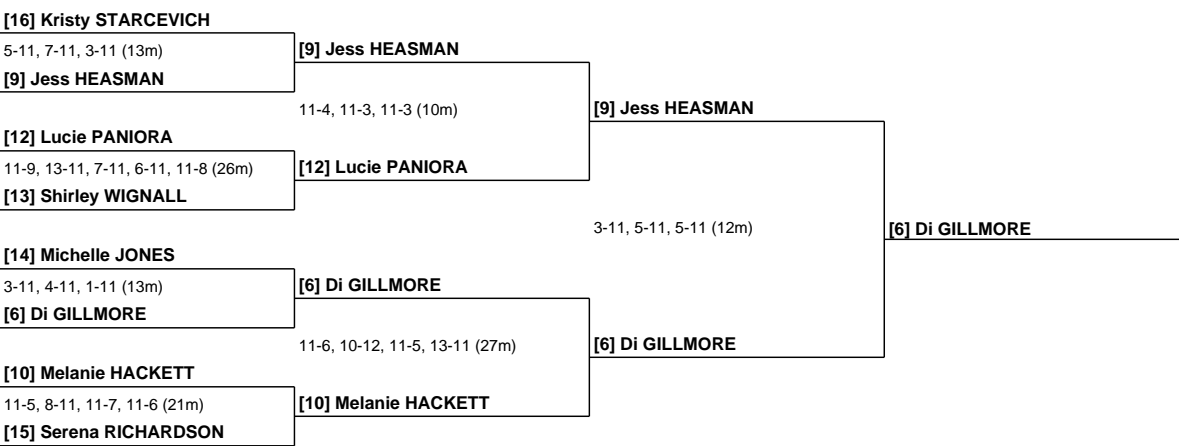 [16] Kristy STARCEVICH
5-11, 7-11, 3-11 (13m)
[9] Jess HEASMAN
[9] Jess HEASMAN
11-4, 11-3, 11-3 (10m)
[9] Jess HEASMAN
[12] Lucie PANIORA
11-9, 13-11, 7-11, 6-11, 11-8 (26m)
[12] Lucie PANIORA
[13] Shirley WIGNALL
3-11, 5-11, 5-11 (12m)
[6] Di GILLMORE
[14] Michelle JONES
3-11, 4-11, 1-11 (13m)
[6] Di GILLMORE
[6] Di GILLMORE
11-6, 10-12, 11-5, 13-11 (27m)
[6] Di GILLMORE
[10] Melanie HACKETT
11-5, 8-11, 11-7, 11-6 (21m)
[10] Melanie HACKETT
[15] Serena RICHARDSON